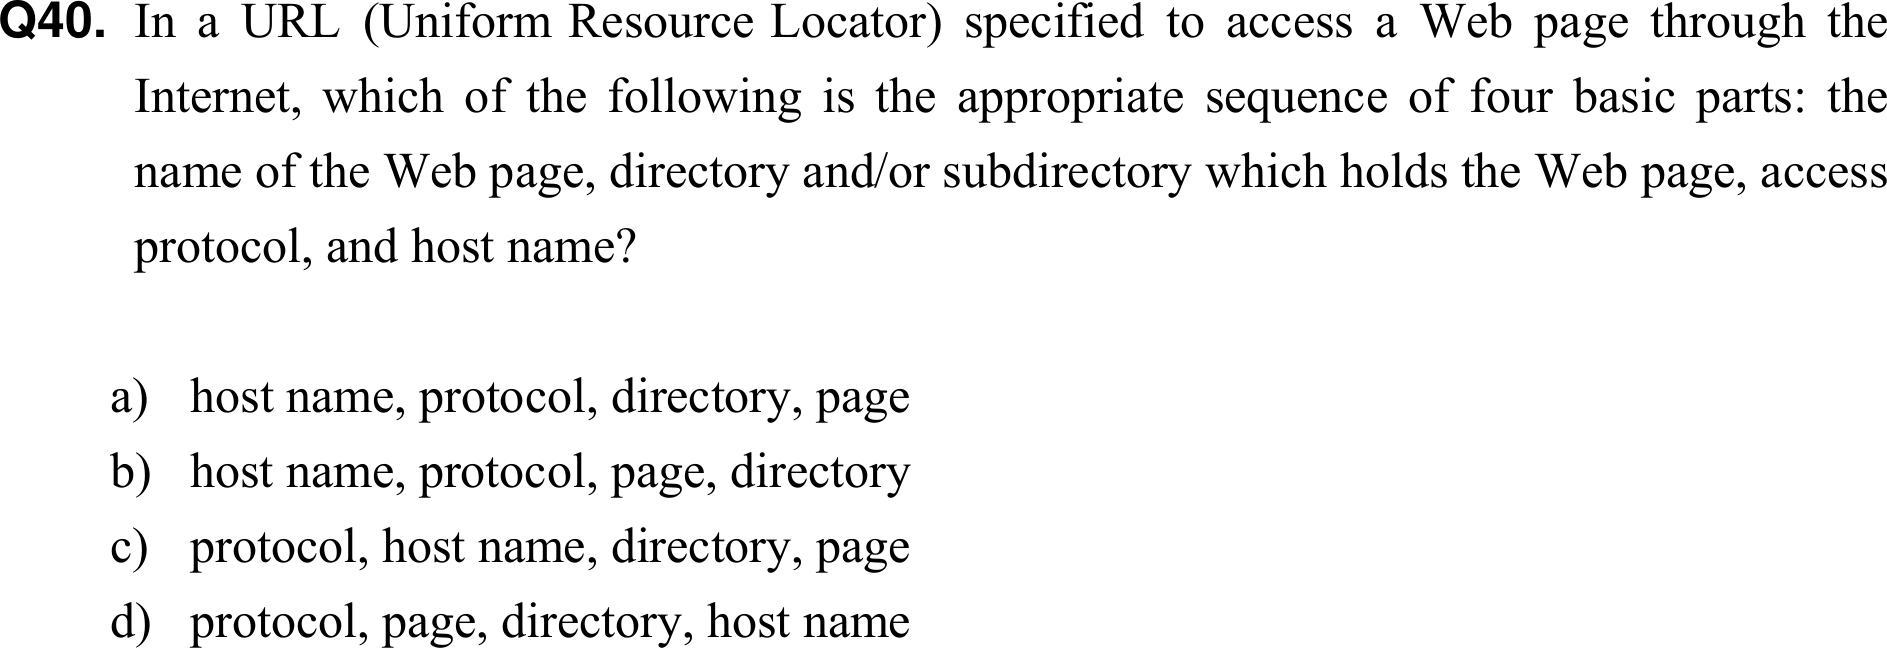 Q40. In a URL (Uniform Resource Locator) specified to access a Web page through the
Internet, which of the following is the appropriate sequence of four basic parts: the
name of the Web page, directory and/or subdirectory which holds the Web page, access
protocol, and host name?
a) host name, protocol, directory, page
b) host name, protocol, page, directory
c) protocol, host name, directory, page
d) protocol, page, directory, host name